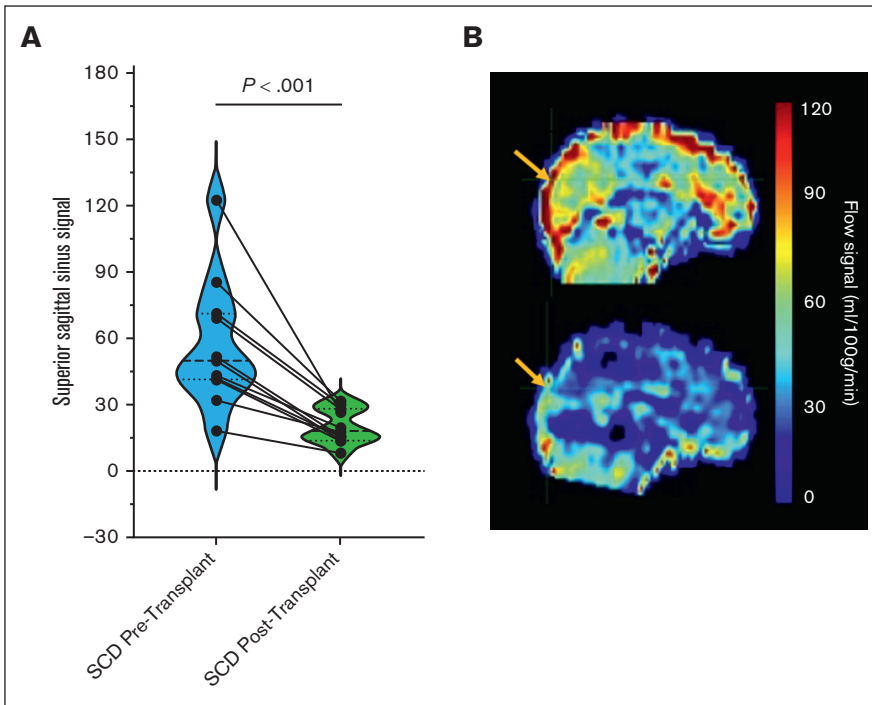 A
B
180
150
120
90
60
30
0
−30
Superior sagittal sinus signal
P < .001
SCD Pre-Transplant
SCD Post-Transplant
120
90
60
30
0
Flow signal (ml/100g/min)